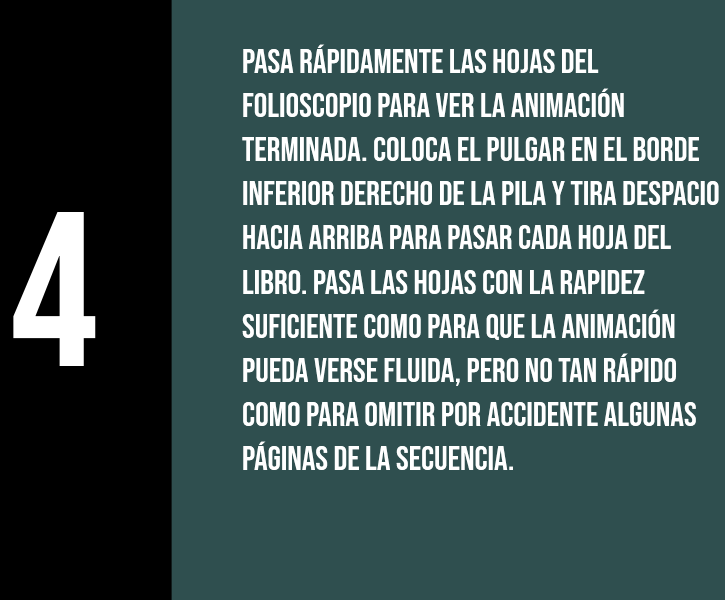 4
PASA RÁPIDAMENTE LAS HOJAS DEL
FOLIOSCOPIO PARA VER LA ANIMACIÓN
TERMINADA. COLOCA EL PULGAR EN EL BORDE
INFERIOR DERECHO DE LA PILA Y TIRA DESPACIO
HACIA ARRIBA PARA PASAR CADA HOJA DEL
LIBRO. PASA LAS HOJAS CON LA RAPIDEZ
SUFICIENTE COMO PARA QUE LA ANIMACIÓN
PUEDA VERSE FLUIDA, PERO NO TAN RÁPIDO
COMO PARA OMITIR POR ACCIDENTE ALGUNAS
PÁGINAS DE LA SECUENCIA.